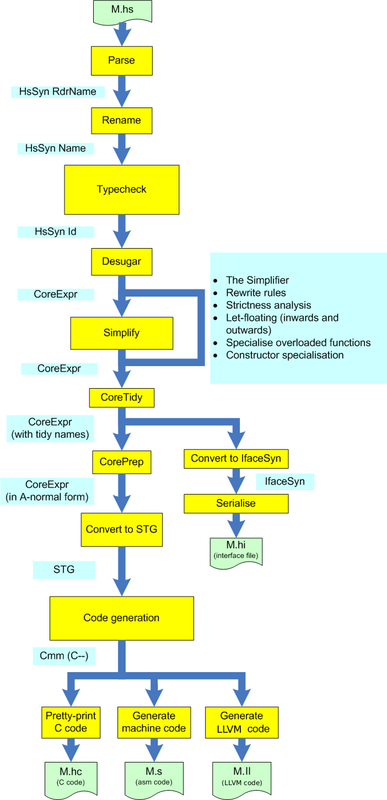 M.hs
Parse
HsSyn RdrName
Rename
HsSyn Name
Typecheck
HsSyn Id
Desugar
CoreExpr
• The Simplifier
• Rewrite rules
• Strictness analysis
• Let-floating (inwards and
outwards)
• Specialise overloaded functions
• Constructor specialisation
Simplify
CoreExpr
CoreTidy
CoreExpr
(with tidy names)
CorePrep
Convert to IfaceSyn
CoreExpr
(in A-normal form)
IfaceSyn
Serialise
Convert to STG
M.hi
(interface file)
STG
Code generation
Cmm (C--)
Pretty-print
C code
Generate
machine code
Generate
LLVM code
M.hc
(C code)
M.s
(asm code)
M.ll
(LLVM code)